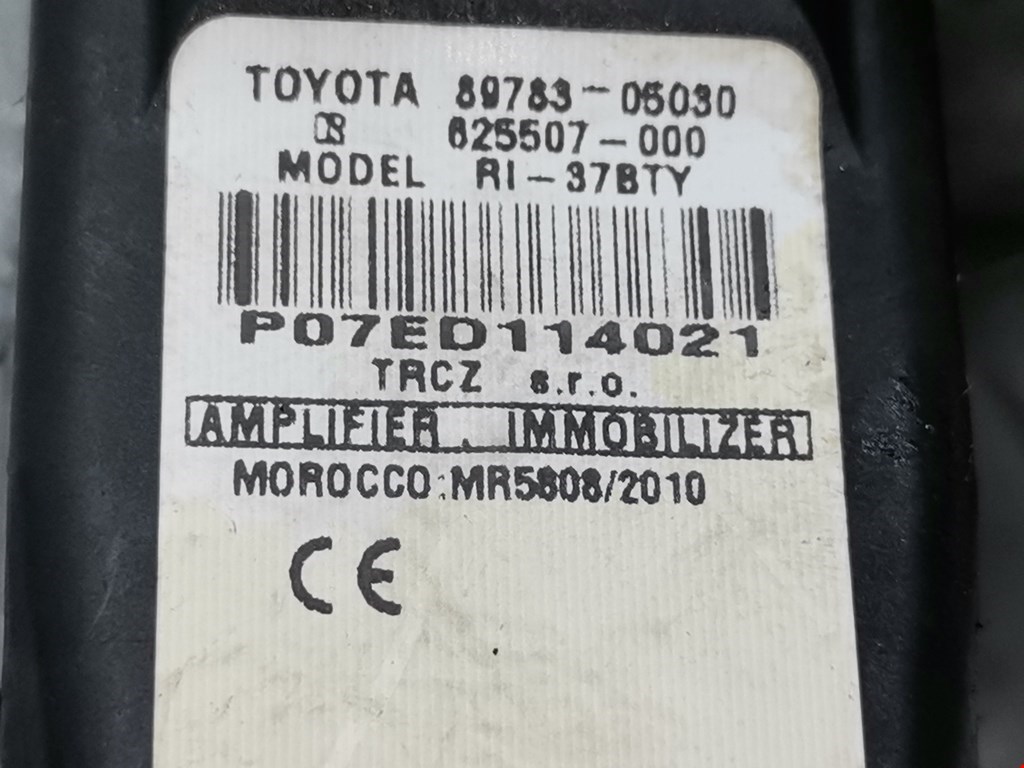 TOYOTA 89783-05030
625507-000
MODEL RI-37BTY
P07ED114021
TRCZ s.r.o.
AMPLIFIER, IMMOBILIZER
MOROCCO:MR5808/2010
CE